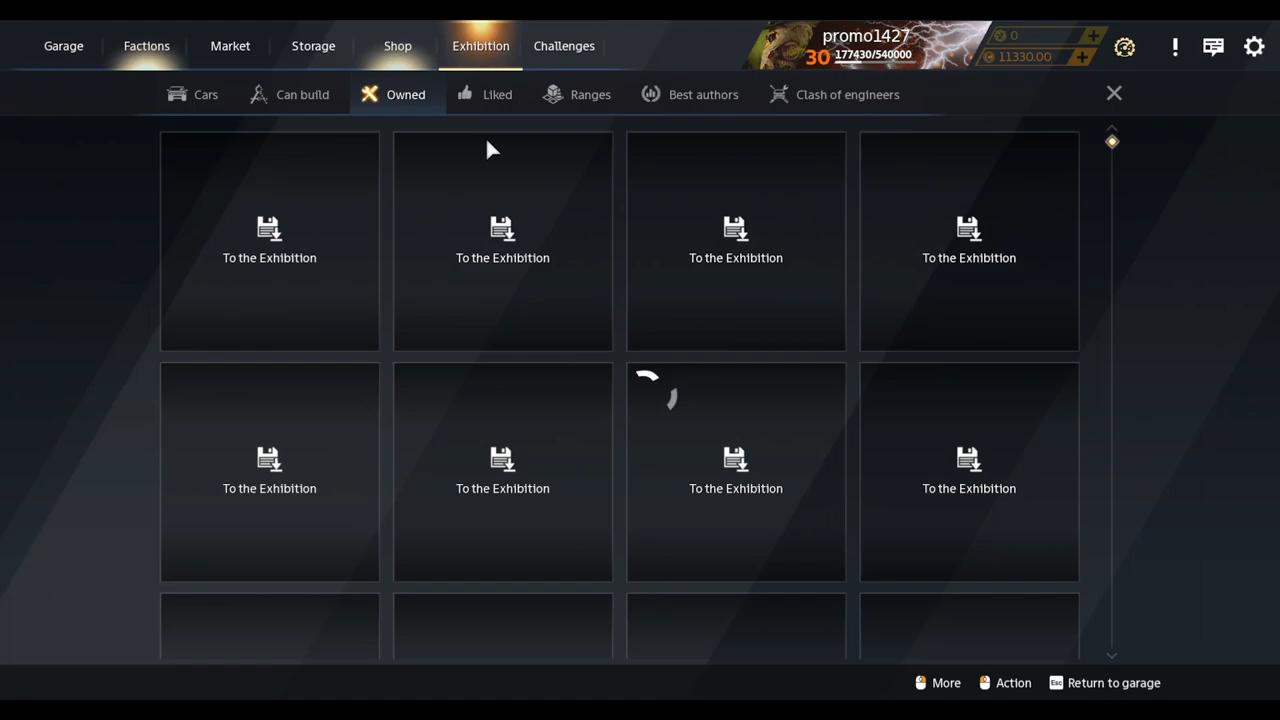 Garage Factions Market Storage Shop Exhibition Challenges
promo1427
30 177430/540000
0
11330.00
Cars Can build Owned Liked Ranges Best authors Clash of engineers
To the Exhibition To the Exhibition To the Exhibition To the Exhibition
To the Exhibition To the Exhibition To the Exhibition To the Exhibition
More Action Esc Return to garage